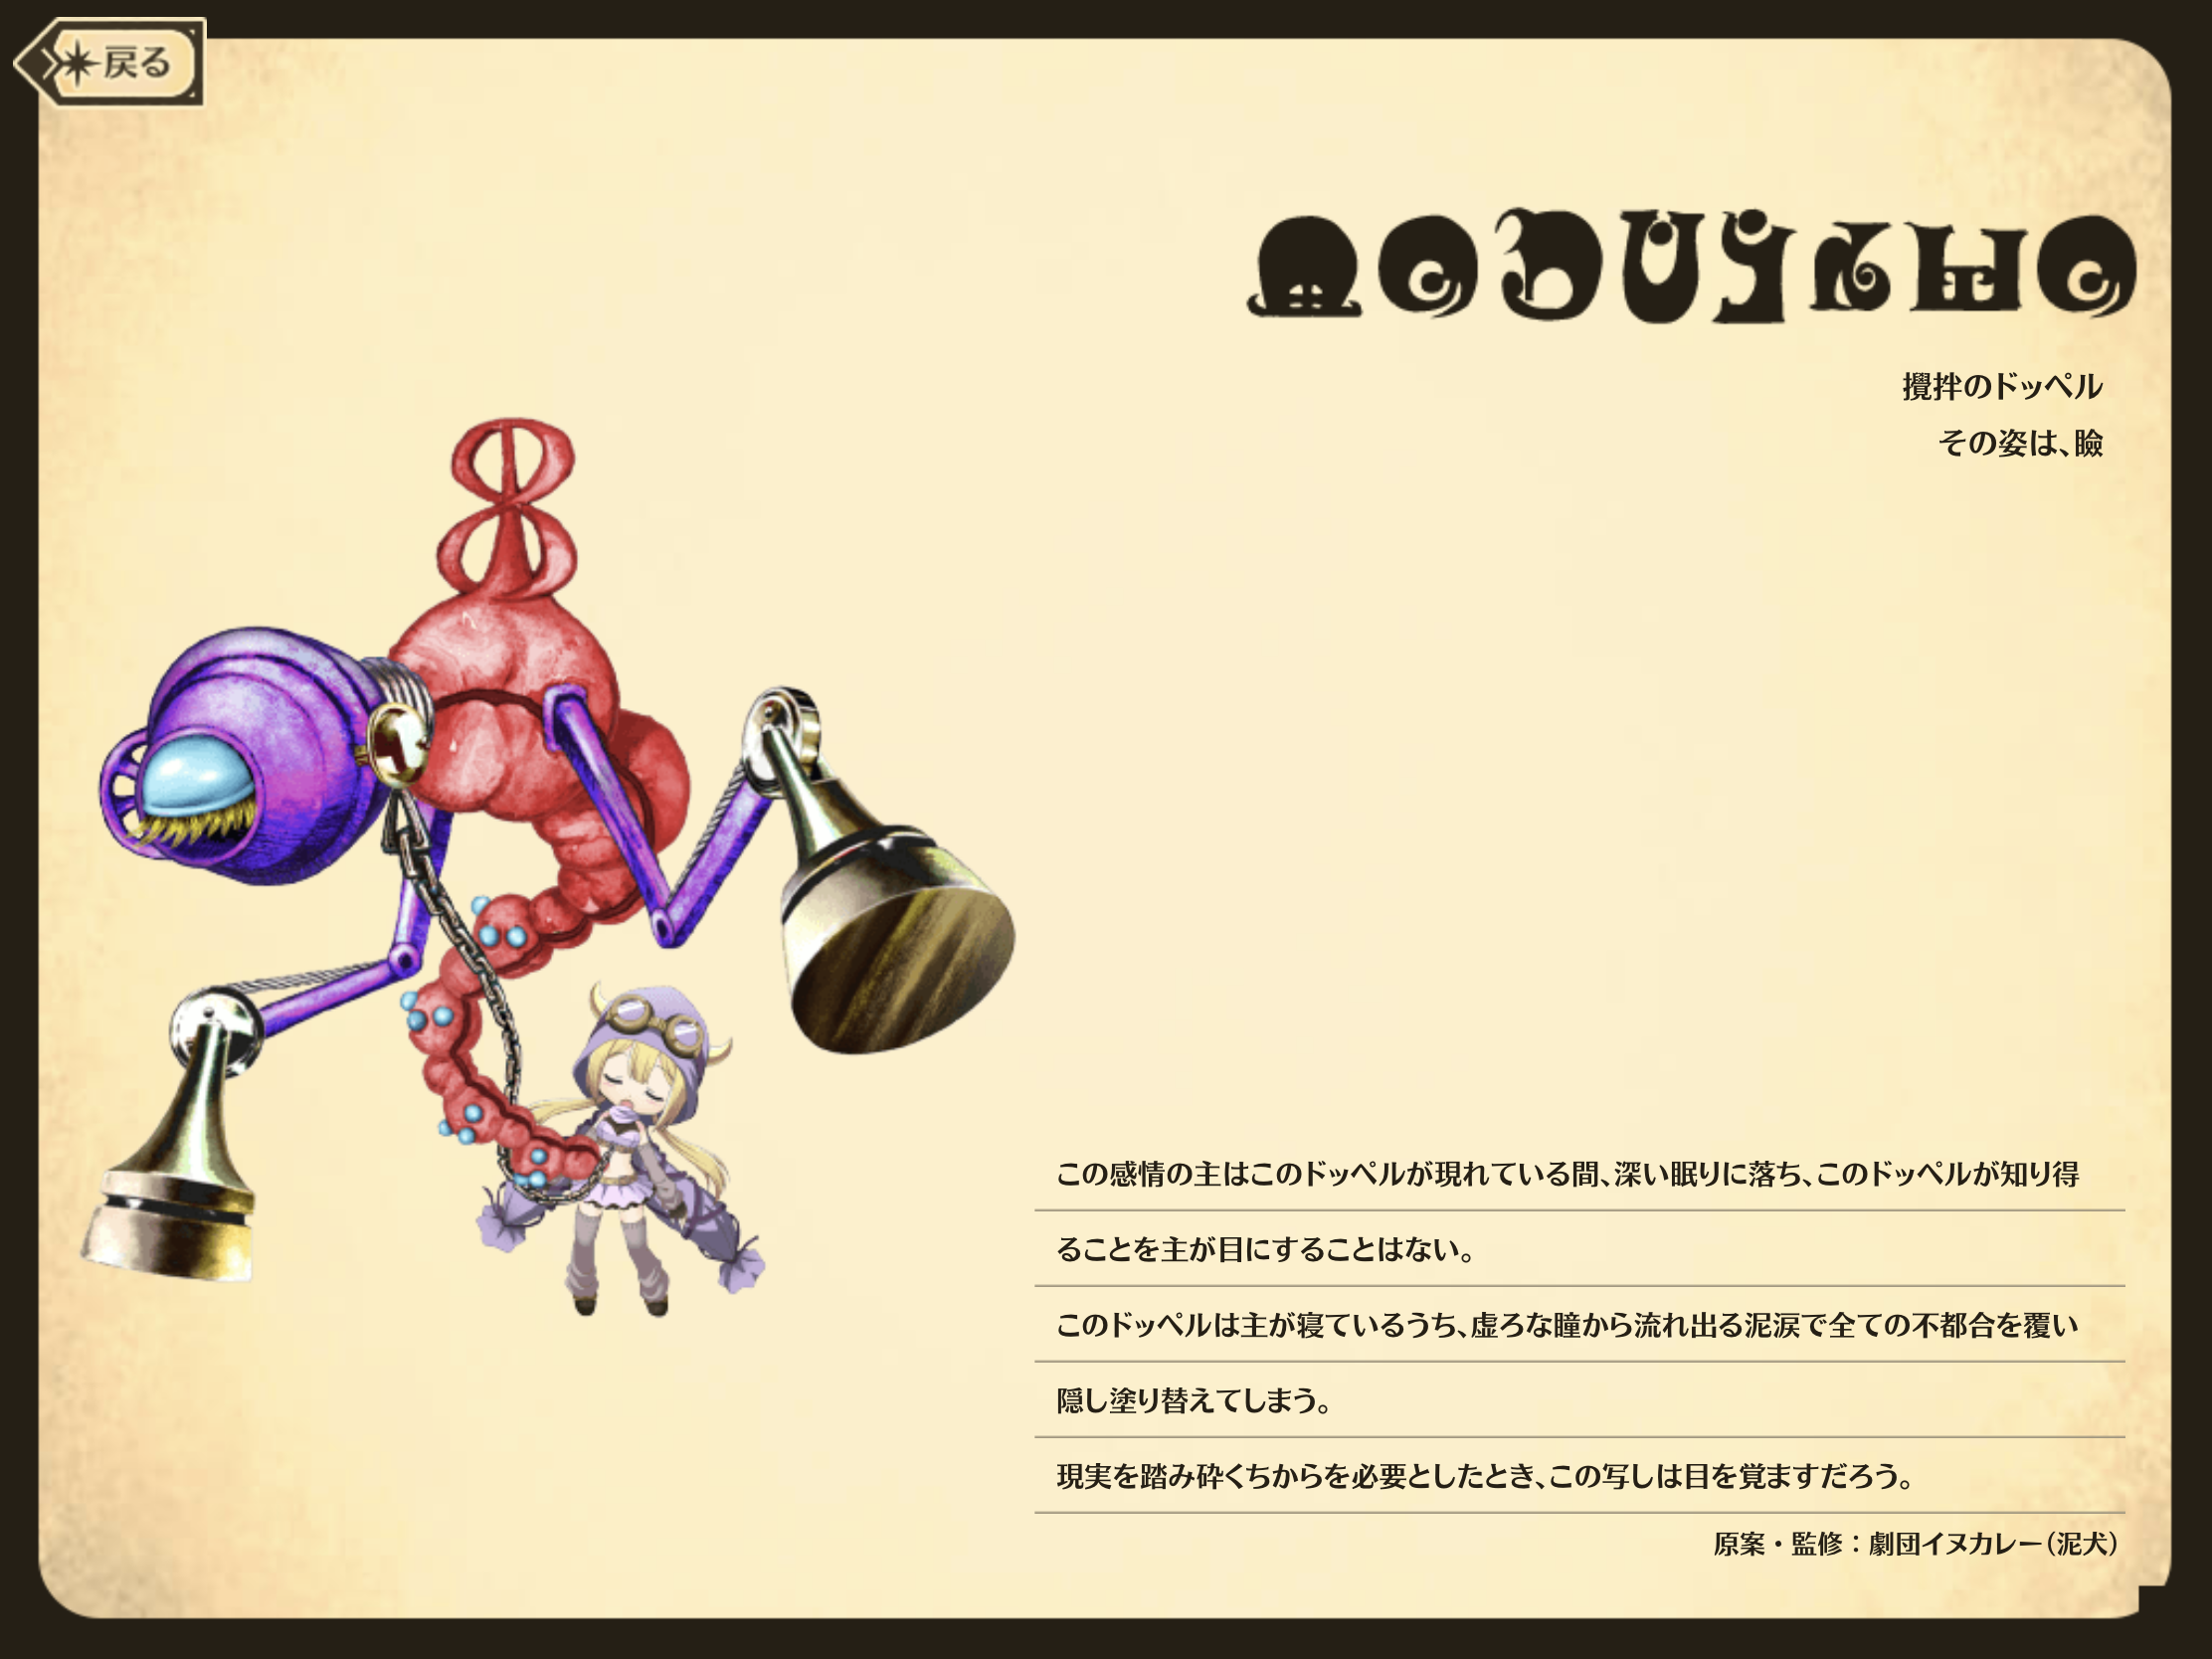 戻る
攪拌のドッペル
その姿は、瞼
この感情の主はこのドッペルが現れている間、深い眠りに落ち、このドッペルが知り得
ることを主が目にすることはない。
このドッペルは主が寝ているうち、虚ろな瞳から流れ出る泥涙で全ての不都合を覆い
隠し塗り替えてしまう。
現実を踏み砕くちからを必要としたとき、この写しは目を覚ますだろう。
原案・監修：劇団イヌカレー(泥犬)